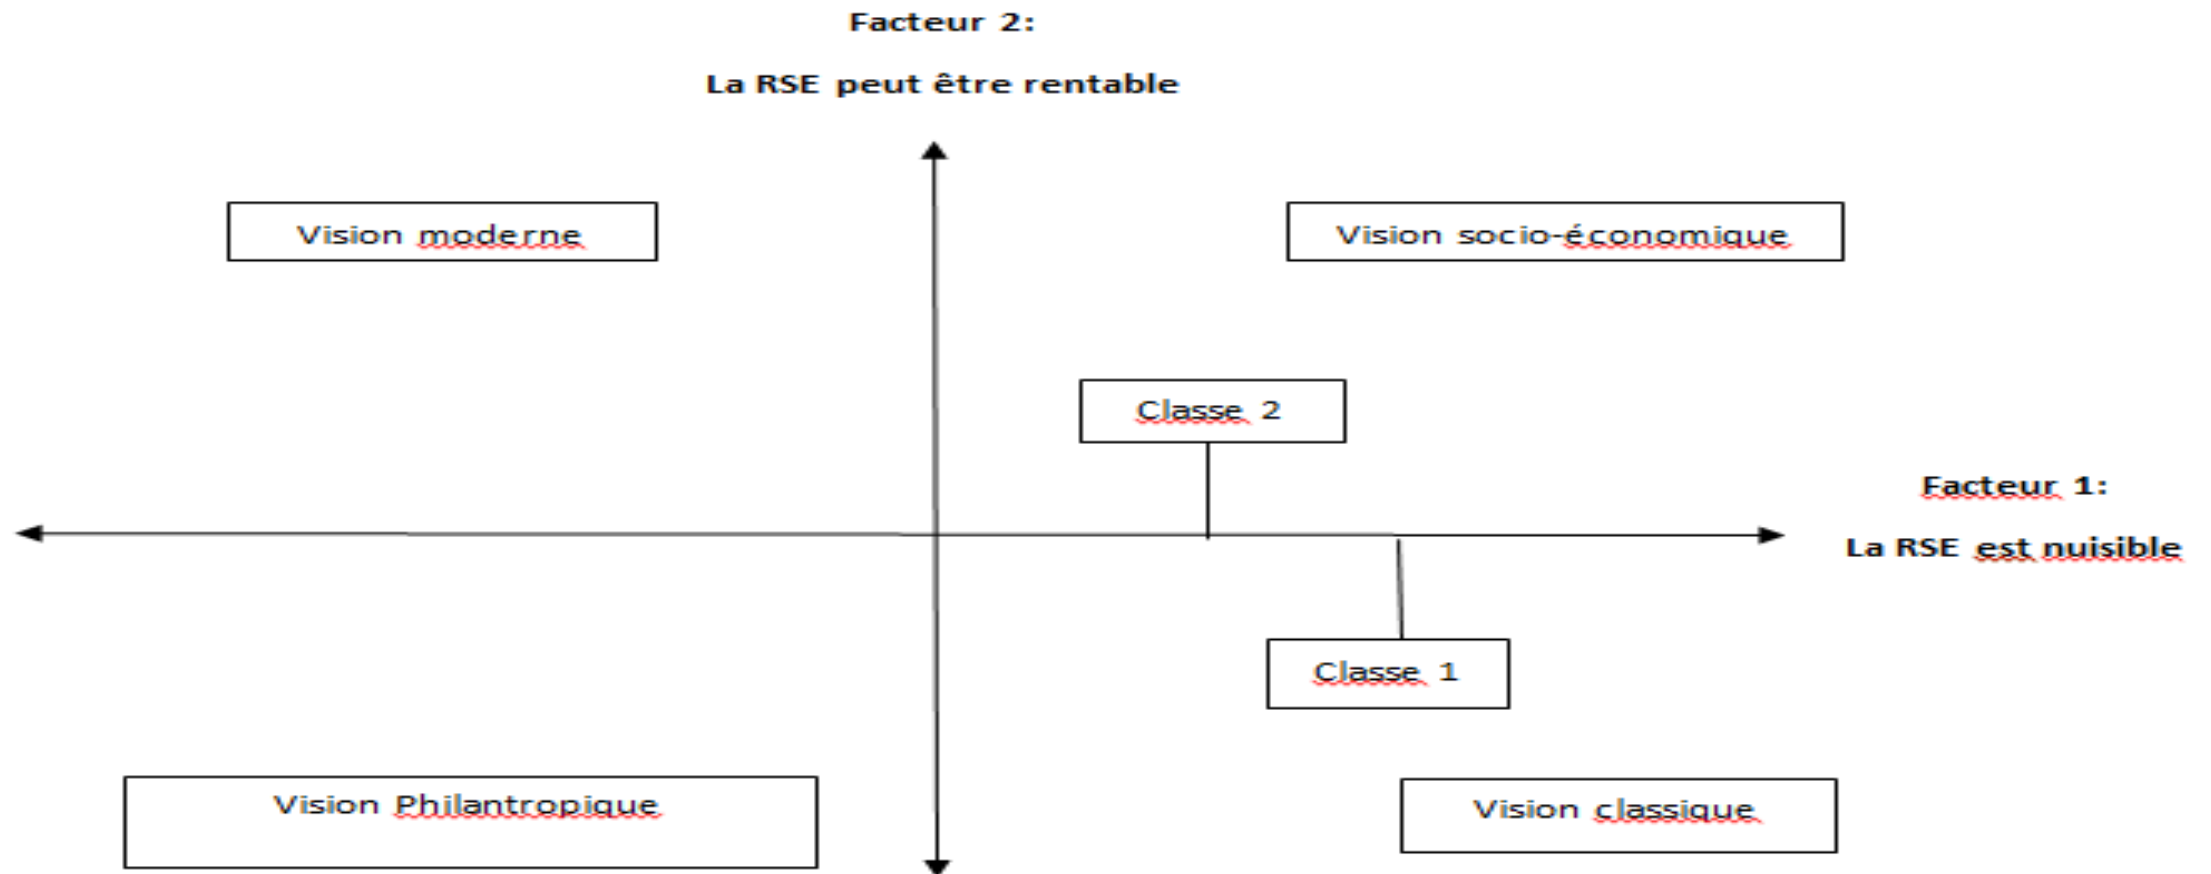 Facteur 2:
La RSE peut être rentable
Vision moderne
Vision socio-économique
Classe 2
Facteur 1:
La RSE est nuisible
Classe 1
Vision Philantropique
Vision classique